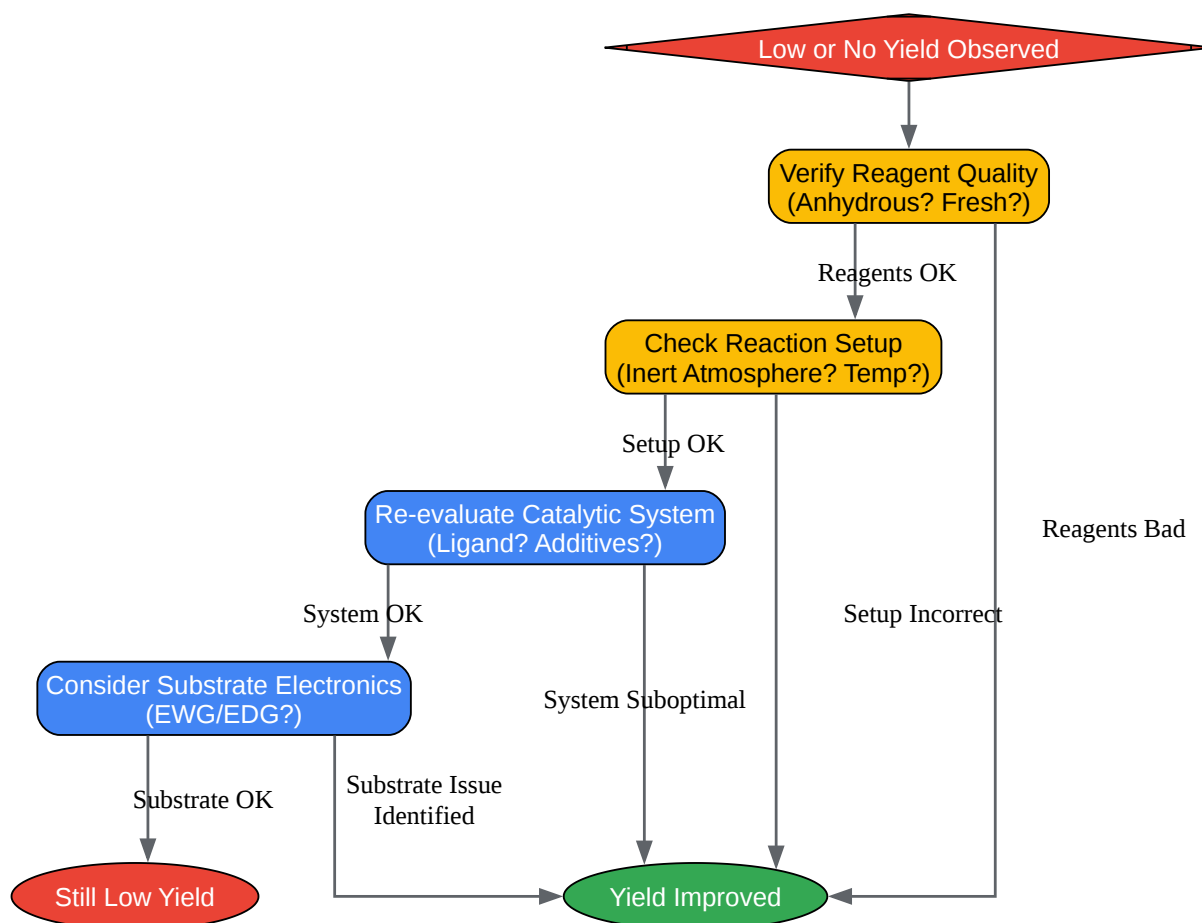 Low or No Yield Observed
Verify Reagent Quality
(Anhydrous? Fresh?)
Reagents OK
Check Reaction Setup
(Inert Atmosphere? Temp?)
Setup OK
Re-evaluate Catalytic System
(Ligand? Additives?)
Reagents Bad
System OK
Setup Incorrect
Consider Substrate Electronics
(EWG/EDG?)
System Suboptimal
Substrate OK
Substrate Issue
Identified
Still Low Yield
Yield Improved